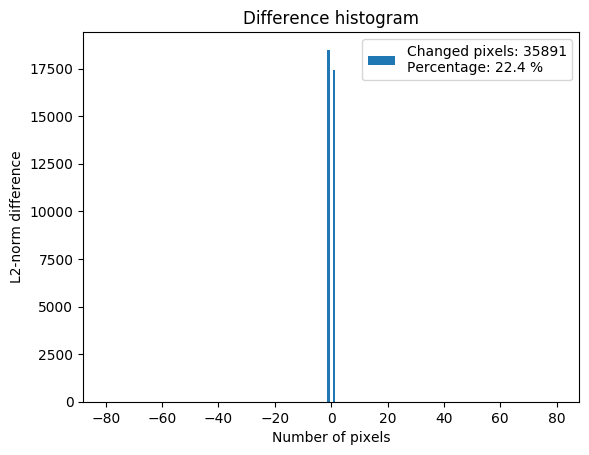 Difference histogram
Changed pixels: 35891
Percentage: 22.4 %
L2-norm difference
17500
15000
12500
10000
7500
5000
2500
0
−80 −60 −40 −20 0 20 40 60 80
Number of pixels